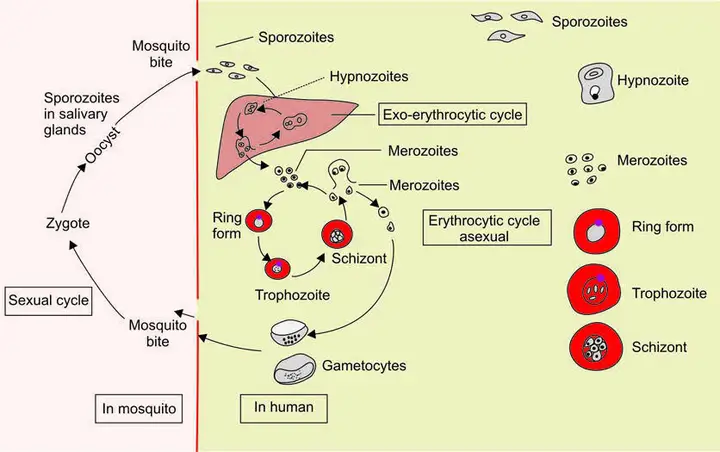 Mosquito
bite
Sporozoites
Hypnozoites
Exo-erythrocytic cycle
Sporozoites
in salivary
glands
Oocyst
Merozoites
Merozoites
Zygote
Ring
form
Schizont
Trophozoite
Erythrocytic cycle
asexual
Sexual cycle
Mosquito
bite
Gametocytes
In mosquito
In human
Sporozoites
Hypnozoite
Merozoites
Ring form
Trophozoite
Schizont